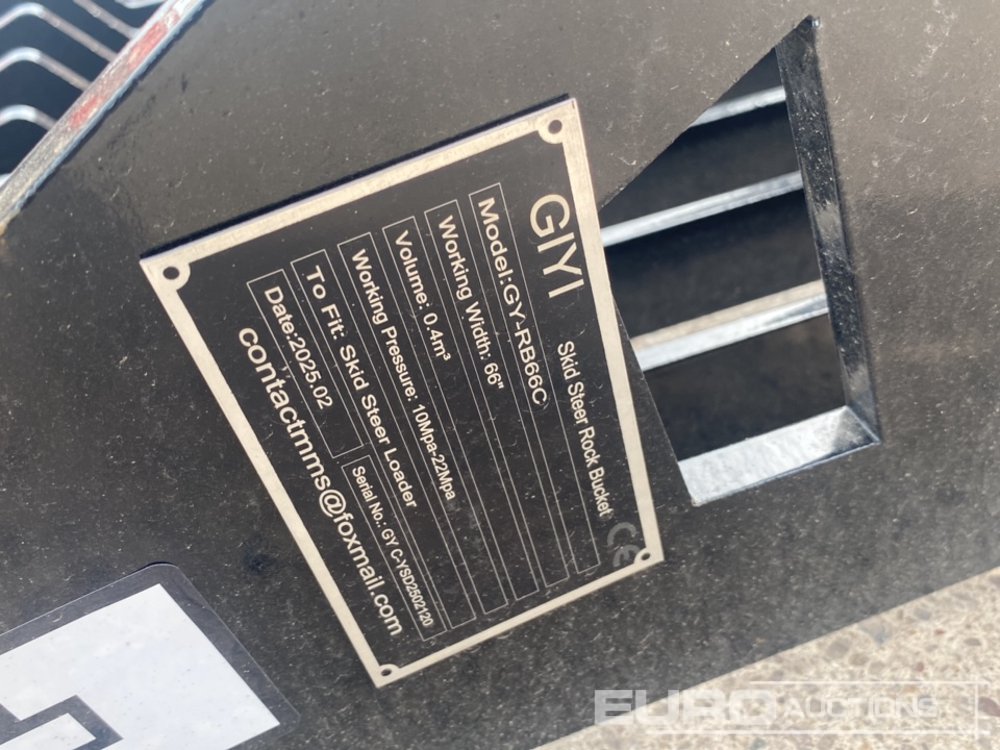 GIYI Skid Steer Rock Bucket CE
Model:GY-RB66C
Working Width: 66"
Volume: 0.4m³
Working Pressure: 10Mpa-22Mpa
To Fit: Skid Steer Loader
Date:2025.02 Serial No.: GY C-YSD2502120
contactmms@foxmail.com
EURO AUCTIONS